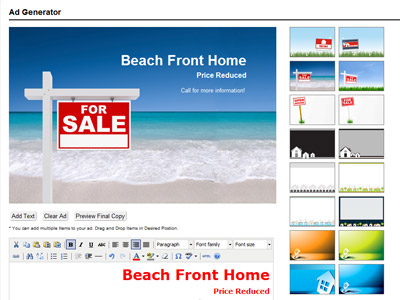 Ad Generator
Beach Front Home
Price Reduced
Call for more information!
FOR
SALE
Add Text Clear Ad Preview Final Copy
* You can add multiple items to your ad. Drag and Drop Items in Desired Position.
B I U ABC Paragraph Font family Font size
HTML
Beach Front Home
Price Reduced